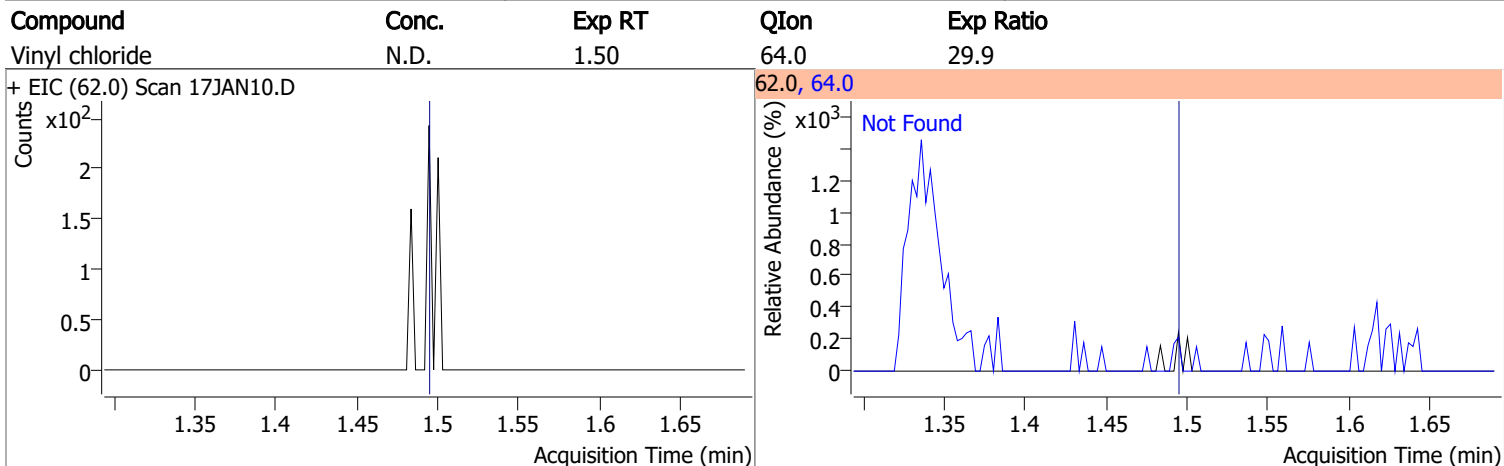 Compound Conc. Exp RT QIon Exp Ratio
Vinyl chloride N.D. 1.50 64.0 29.9
+ EIC (62.0) Scan 17JAN10.D
Counts
x10²
2
1.5
1
0.5
0
1.35 1.4 1.45 1.5 1.55 1.6 1.65
Acquisition Time (min)
62.0, 64.0
Relative Abundance (%)
x10³
Not Found
1.2
1
0.8
0.6
0.4
0.2
0
1.35 1.4 1.45 1.5 1.55 1.6 1.65
Acquisition Time (min)